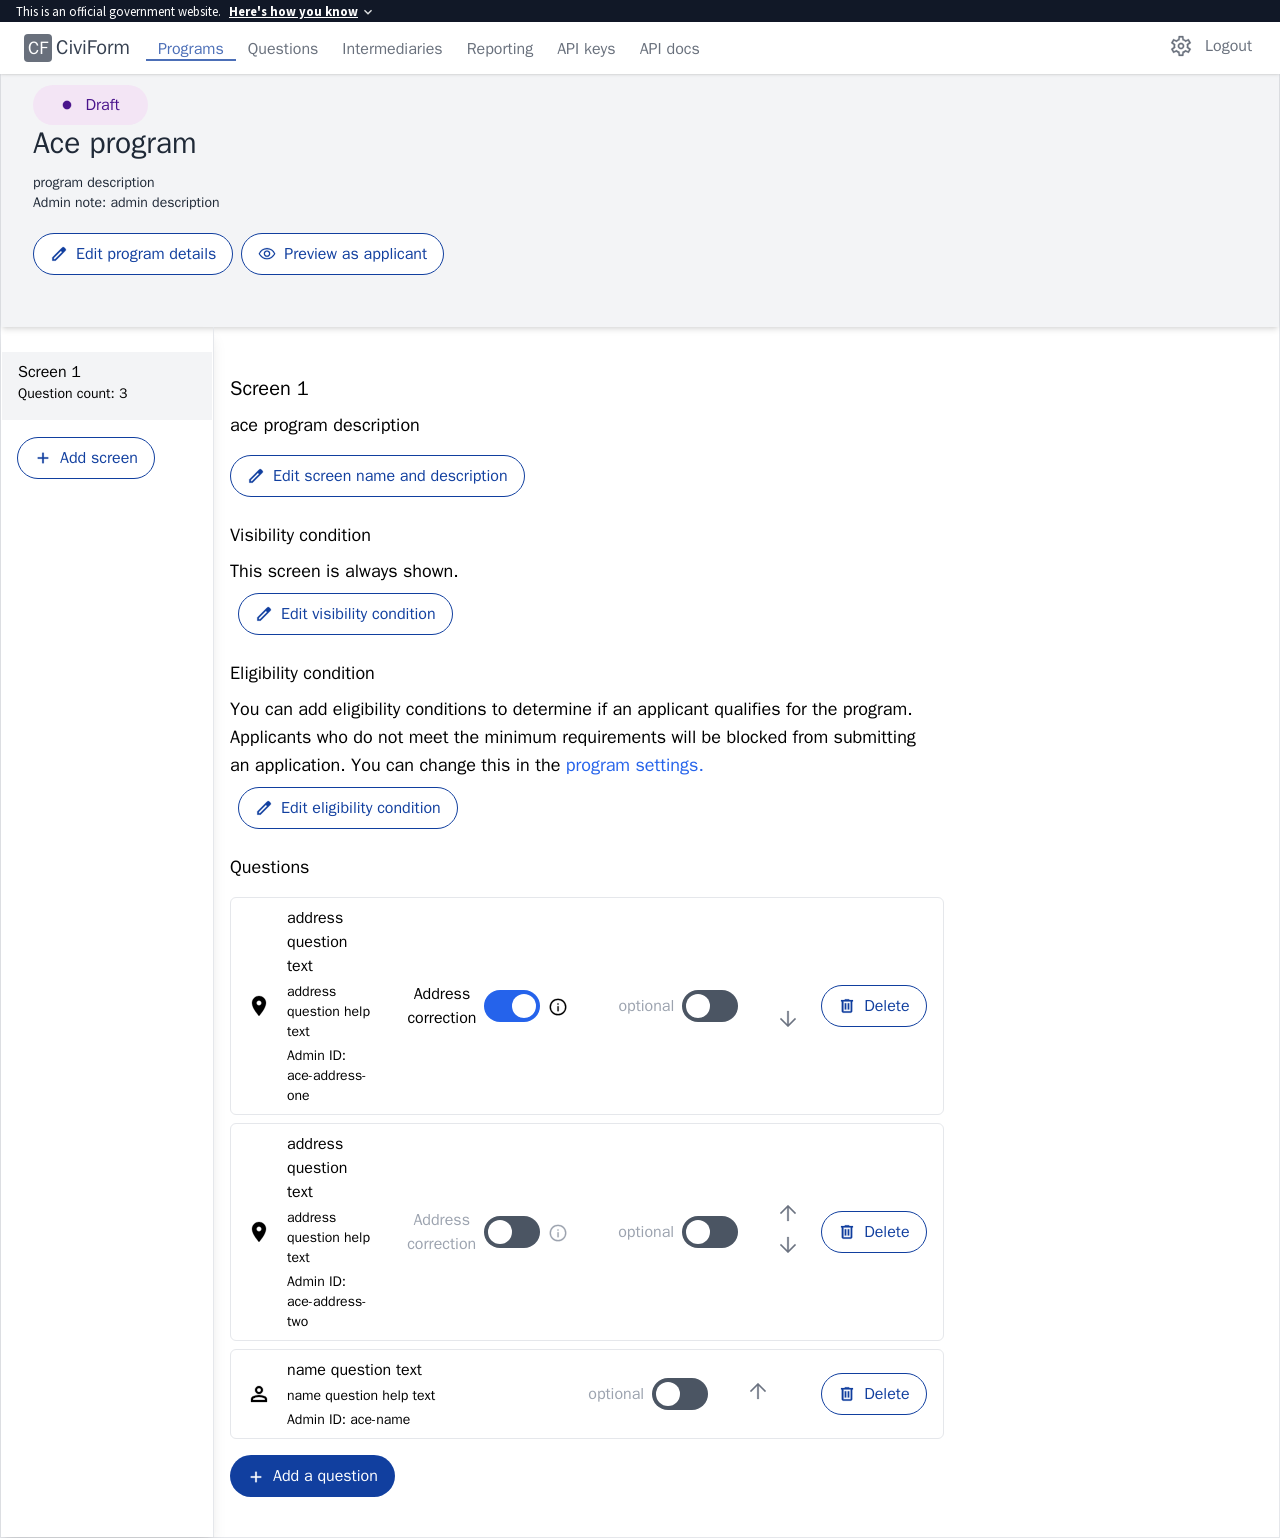 This is an official government website. Here's how you know
CF CiviForm Programs Questions Intermediaries Reporting API keys API docs Logout
Draft
Ace program
program description
Admin note: admin description
Edit program details Preview as applicant
Screen 1
Question count: 3
Add screen
Screen 1
ace program description
Edit screen name and description
Visibility condition
This screen is always shown.
Edit visibility condition
Eligibility condition
You can add eligibility conditions to determine if an applicant qualifies for the program.
Applicants who do not meet the minimum requirements will be blocked from submitting
an application. You can change this in the program settings.
Edit eligibility condition
Questions
address
question
text
address
question help
text
Admin ID:
ace-address-
one
Address
correction
optional
Delete
address
question
text
address
question help
text
Admin ID:
ace-address-
two
Address
correction
optional
Delete
name question text
name question help text
Admin ID: ace-name
optional
Delete
Add a question